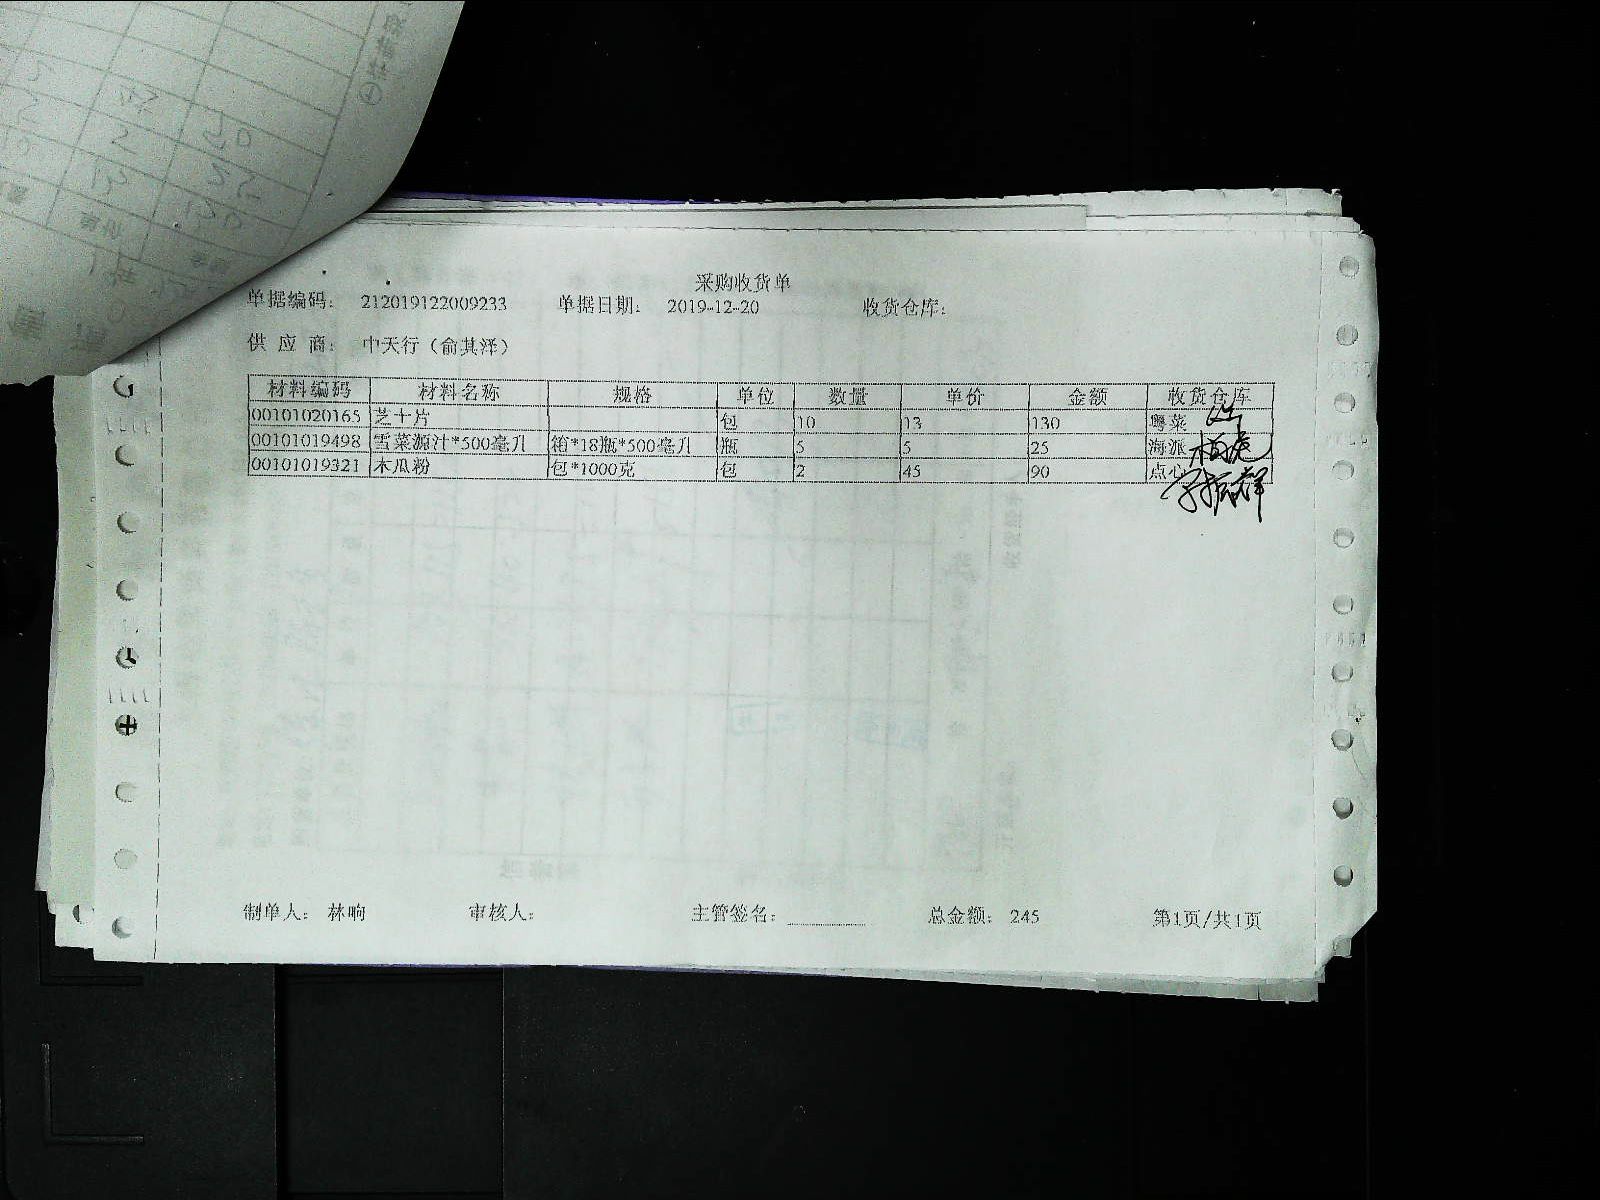 采购收货单
单据编码： 212019122009233 单据日期： 2019-12-20 收货仓库：
供 应 商： 中天行（俞其泽）
材料编码 材料名称 规格 单位 数量 单价 金额 收货仓库
00101020165 芝士片 包 10 13 130 粤菜
00101019498 雪菜源汁*500毫升 箱*18瓶*500毫升 瓶 5 5 25 海派
00101019321 木瓜粉 包*1000克 包 2 45 90 点心
制单人： 林响 审核人： 主管签名： 总金额： 245 第1页/共1页